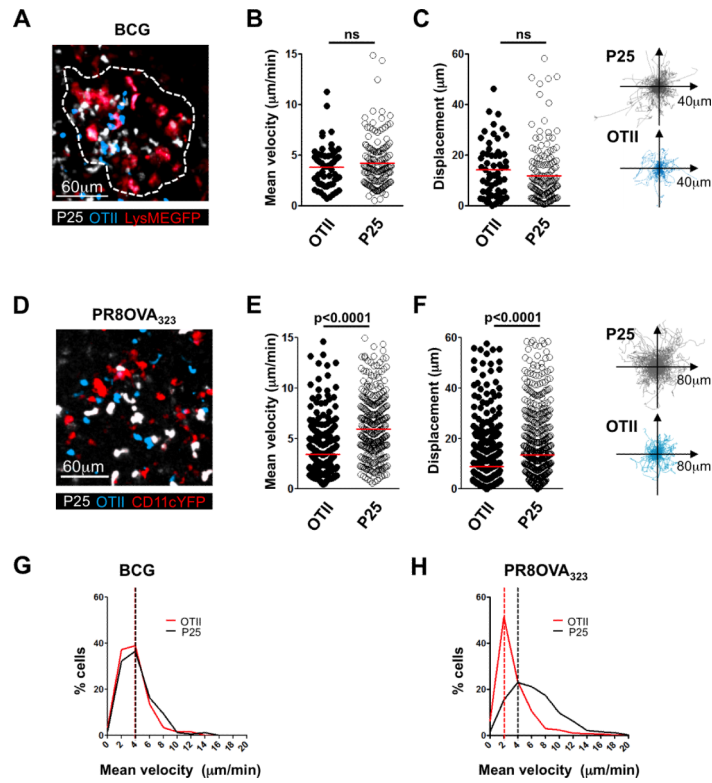 A
BCG
60μm
P25 OTII LysMEGFP
B
ns
Mean velocity (μm/min)
15
10
5
0
OTII
P25
C
ns
Displacement (μm)
60
40
20
0
OTII
P25
P25
40μm
OTII
40μm
D
PR8OVA323
60μm
P25 OTII CD11cYFP
E
p<0.0001
Mean velocity (μm/min)
15
10
5
0
OTII
P25
F
p<0.0001
Displacement (μm)
60
40
20
0
OTII
P25
P25
80μm
OTII
80μm
G
BCG
% cells
60
40
20
0
OTII
P25
0 2 4 6 8 10 12 14 16 18 20
Mean velocity (μm/min)
H
PR8OVA323
% cells
60
40
20
0
OTII
P25
0 2 4 6 8 10 12 14 16 18 20
Mean velocity (μm/min)